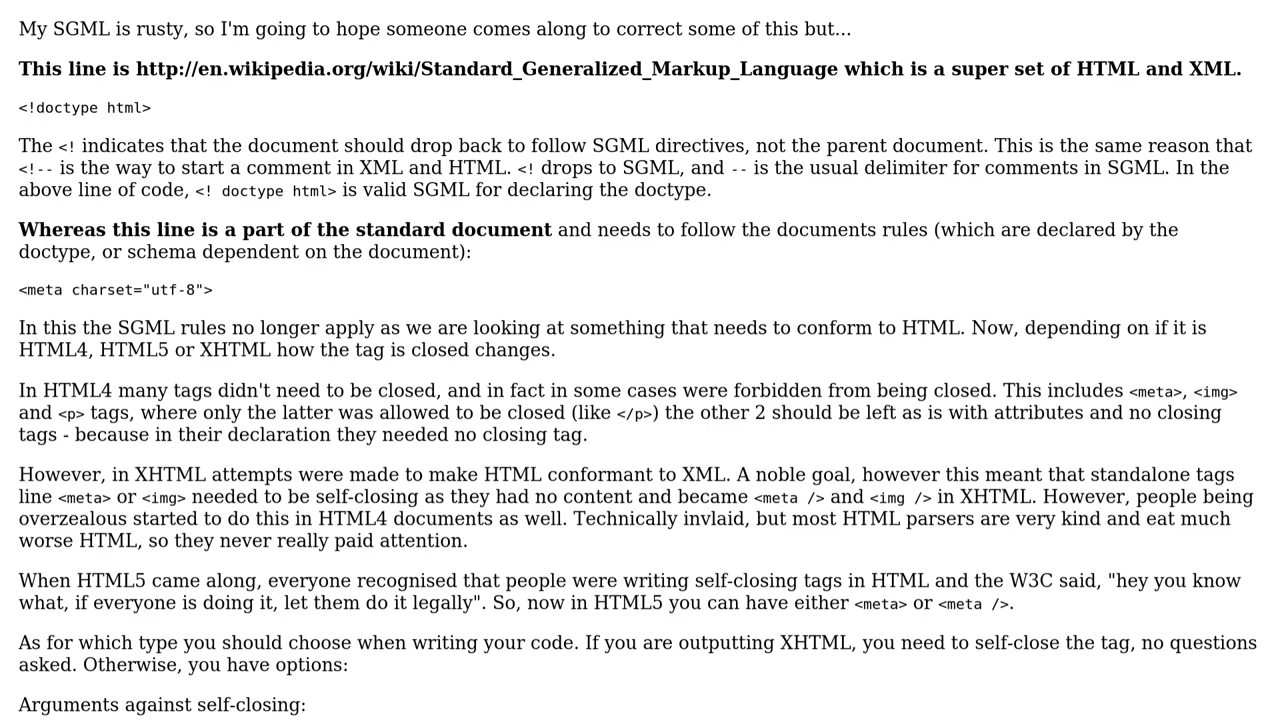 My SGML is rusty, so I'm going to hope someone comes along to correct some of this but...
This line is http://en.wikipedia.org/wiki/Standard_Generalized_Markup_Language which is a super set of HTML and XML.
<!doctype html>
The <! indicates that the document should drop back to follow SGML directives, not the parent document. This is the same reason that
<!-- is the way to start a comment in XML and HTML. <! drops to SGML, and -- is the usual delimiter for comments in SGML. In the
above line of code, <! doctype html> is valid SGML for declaring the doctype.
Whereas this line is a part of the standard document and needs to follow the documents rules (which are declared by the
doctype, or schema dependent on the document):
<meta charset="utf-8">
In this the SGML rules no longer apply as we are looking at something that needs to conform to HTML. Now, depending on if it is
HTML4, HTML5 or XHTML how the tag is closed changes.
In HTML4 many tags didn't need to be closed, and in fact in some cases were forbidden from being closed. This includes <meta>, <img>
and <p> tags, where only the latter was allowed to be closed (like </p>) the other 2 should be left as is with attributes and no closing
tags - because in their declaration they needed no closing tag.
However, in XHTML attempts were made to make HTML conformant to XML. A noble goal, however this meant that standalone tags
line <meta> or <img> needed to be self-closing as they had no content and became <meta /> and <img /> in XHTML. However, people being
overzealous started to do this in HTML4 documents as well. Technically invlaid, but most HTML parsers are very kind and eat much
worse HTML, so they never really paid attention.
When HTML5 came along, everyone recognised that people were writing self-closing tags in HTML and the W3C said, "hey you know
what, if everyone is doing it, let them do it legally". So, now in HTML5 you can have either <meta> or <meta />.
As for which type you should choose when writing your code. If you are outputting XHTML, you need to self-close the tag, no questions
asked. Otherwise, you have options:
Arguments against self-closing: